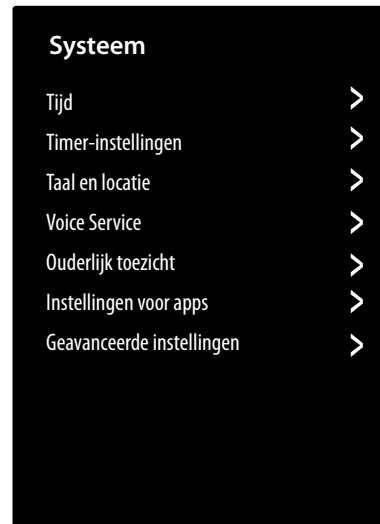 Systeem
Tijd
Timer-instellingen
Taal en locatie
Voice Service
Ouderlijk toezicht
Instellingen voor apps
Geavanceerde instellingen